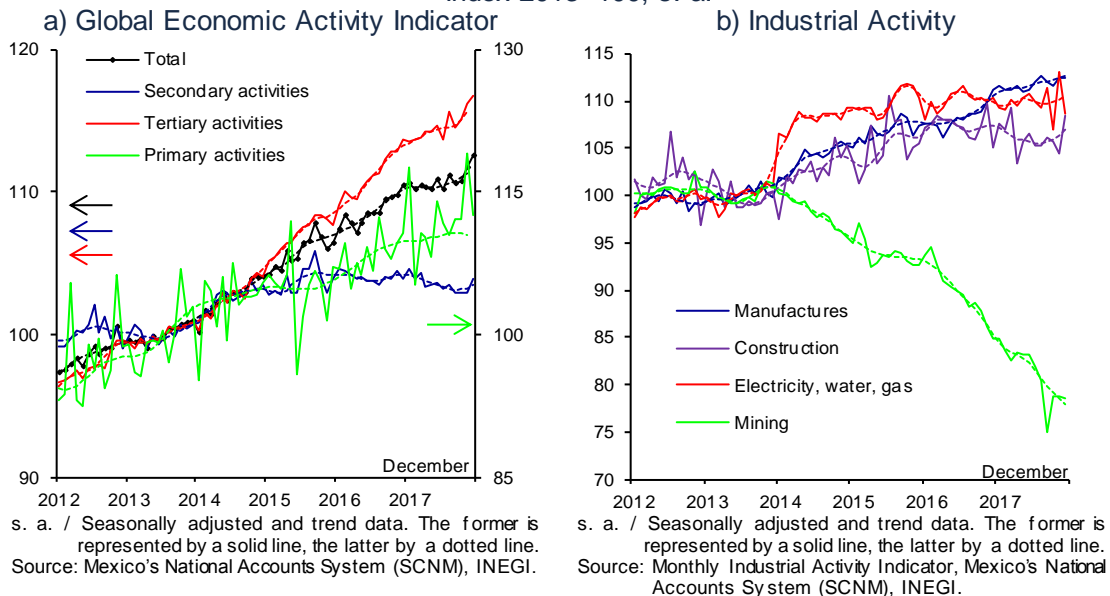 a) Global Economic Activity Indicator
120
130
Total
Secondary activities
Tertiary activities
Primary activities
110
115
100
100
90
85
December
2012 2013 2014 2015 2016 2017
s. a. / Seasonally adjusted and trend data. The former is
represented by a solid line, the latter by a dotted line.
Source: Mexico's National Accounts System (SCNM), INEGI.
b) Industrial Activity
115
110
105
100
95
90
85
80
75
70
Manufactures
Construction
Electricity, water, gas
Mining
December
2012 2013 2014 2015 2016 2017
s. a. / Seasonally adjusted and trend data. The former is
represented by a solid line, the latter by a dotted line.
Source: Monthly Industrial Activity Indicator, Mexico's National
Accounts System (SCNM), INEGI.